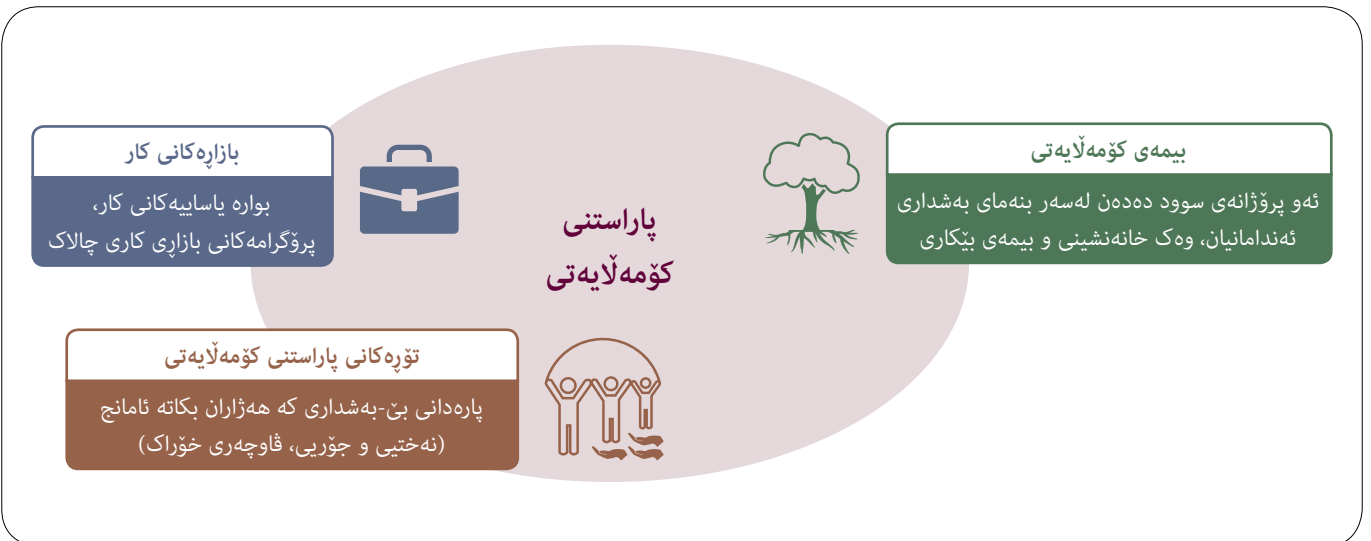 بیمەی کۆمەڵایەتی
ئەو پرۆژانەی سوود دەدەن لەسەر بنەمای بەشداری
ئەندامانیان، وەک خانەنشینی و بیمەی بێکاری
پاراستنی
کۆمەڵایەتی
بازاڕەکانی کار
بوارە یاساییەکانی کار،
پرۆگرامەکانی بازاڕی کاری چالاک
تۆڕەکانی پاراستنی کۆمەڵایەتی
پارەدانی بێ-بەشداری کە هەژاران بکاتە ئامانج
(نەختیی و جۆریی، ڤاوچەری خۆراک)